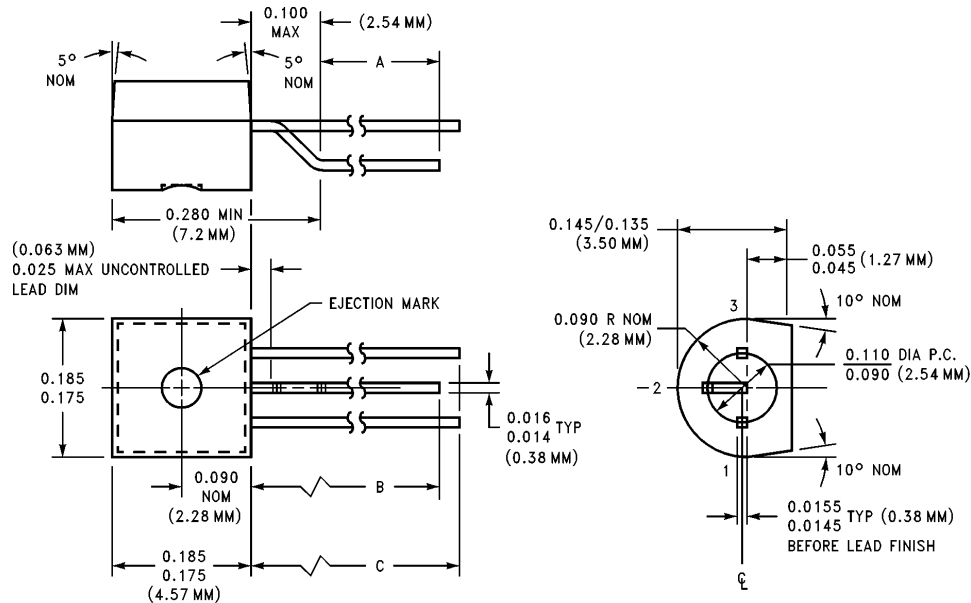 0.100
MAX
(2.54 MM)
5° NOM
5° NOM
A
0.280 MIN
(7.2 MM)
(0.063 MM)
0.025 MAX UNCONTROLLED
LEAD DIM
EJECTION MARK
0.185
0.175
0.016
0.014 TYP
(0.38 MM)
0.090
NOM
(2.28 MM)
B
0.185
0.175
(4.57 MM)
C
0.145/0.135
(3.50 MM)
0.055
0.045 (1.27 MM)
10° NOM
3
0.090 R NOM
(2.28 MM)
0.110 DIA P.C.
0.090 (2.54 MM)
2
1
10° NOM
0.0155
0.0145 TYP (0.38 MM)
BEFORE LEAD FINISH
℄